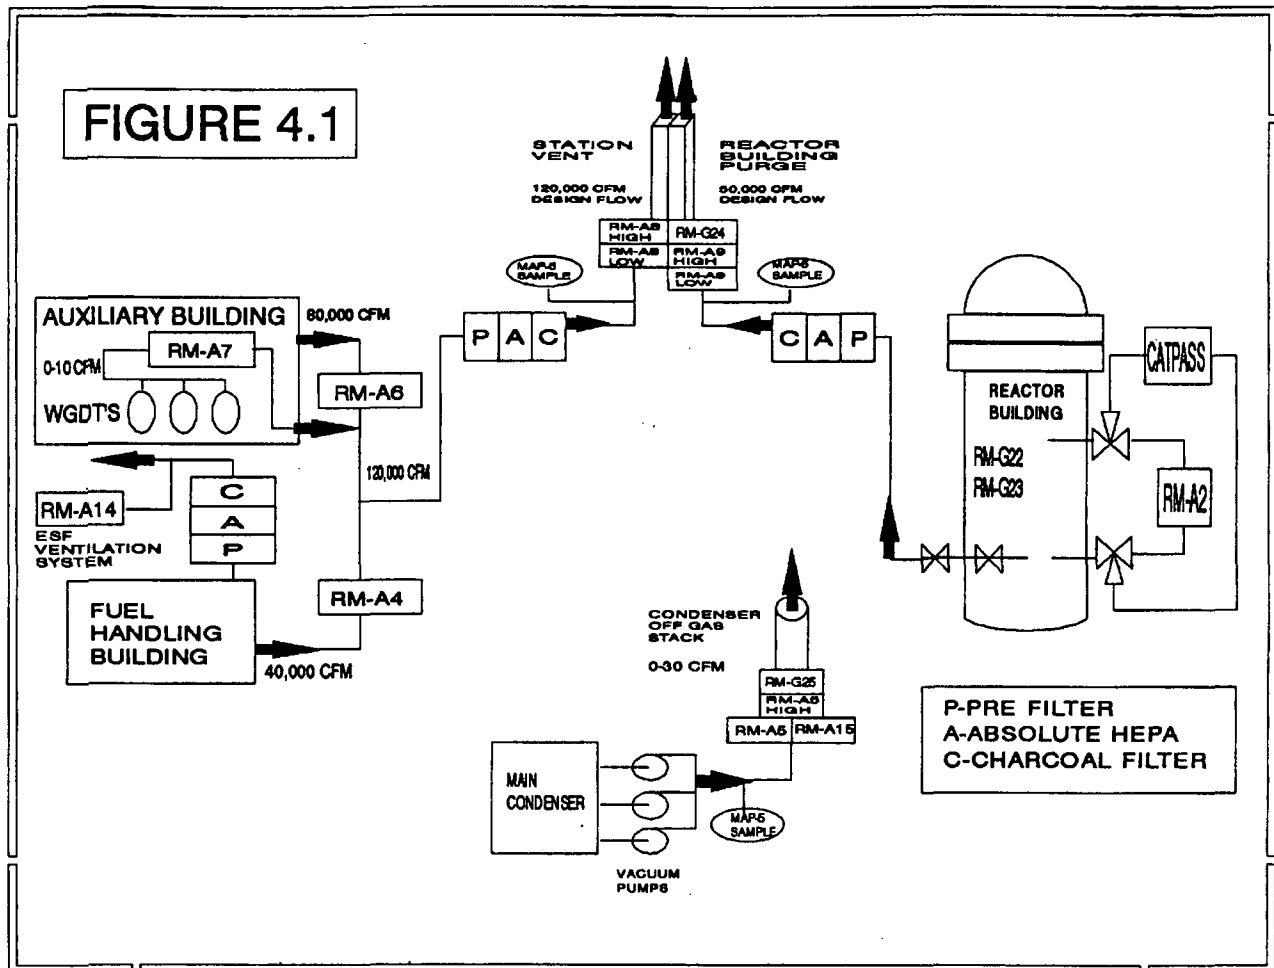 FIGURE 4.1
STATION
VENT
120,000 CFM
DESIGN FLOW
REACTOR
BUILDING
PURGE
50,000 CFM
DESIGN FLOW
RM-A8
HIGH
RM-G24
RM-A8
LOW
RM-A9
HIGH
RM-A9
LOW
MAP-5
SAMPLE
MAP-5
SAMPLE
P A C
C A P
AUXILIARY BUILDING
80,000 CFM
RM-A7
0-10 CFM
WGDT'S
RM-A6
120,000 CFM
C
A
P
RM-A14
ESF
VENTILATION
SYSTEM
RM-A4
FUEL
HANDLING
BUILDING
40,000 CFM
REACTOR
BUILDING
RM-G22
RM-G23
CATPASS
RM-A2
CONDENSER
OFF GAS
STACK
0-30 CFM
RM-G25
RM-A5
HIGH
RM-A5
RM-A15
MAIN
CONDENSER
MAP-5
SAMPLE
VACUUM
PUMPS
P-PRE FILTER
A-ABSOLUTE HEPA
C-CHARCOAL FILTER